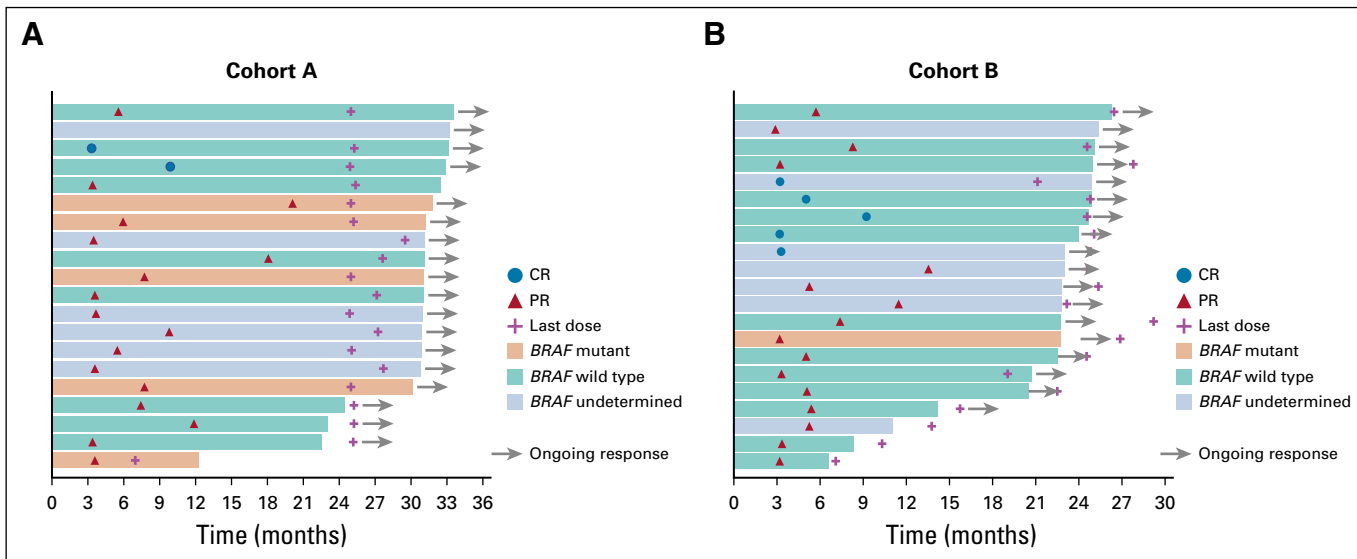 A
Cohort A
CR
PR
Last dose
BRAF mutant
BRAF wild type
BRAF undetermined
Ongoing response
0 3 6 9 12 15 18 21 24 27 30 33 36
Time (months)
B
Cohort B
CR
PR
Last dose
BRAF mutant
BRAF wild type
BRAF undetermined
Ongoing response
0 3 6 9 12 15 18 21 24 27 30
Time (months)